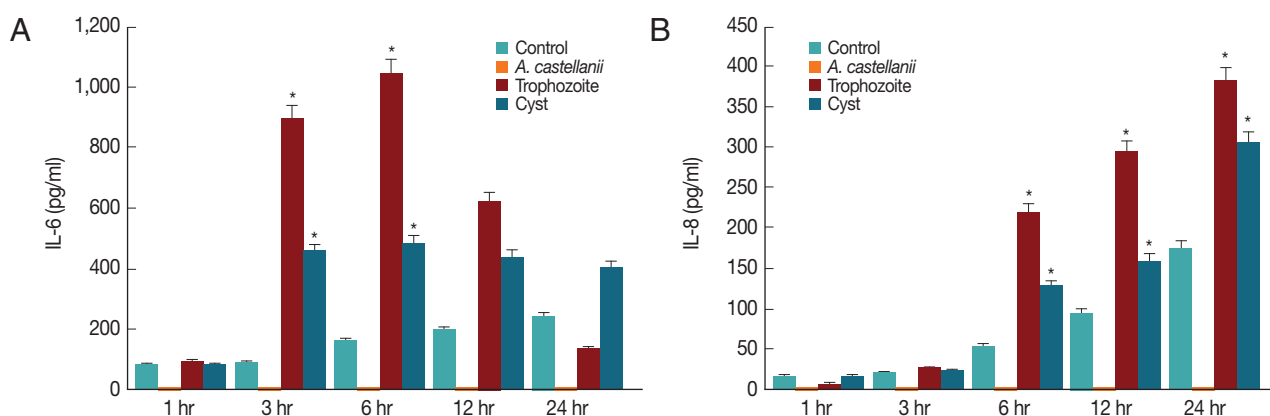 A
1,200
1,000
800
600
400
200
0
IL-6 (pg/ml)
Control
A. castellanii
Trophozoite
Cyst
*
*
*
*
1 hr 3 hr 6 hr 12 hr 24 hr
B
450
400
350
300
250
200
150
100
50
0
IL-8 (pg/ml)
Control
A. castellanii
Trophozoite
Cyst
*
*
*
*
*
*
1 hr 3 hr 6 hr 12 hr 24 hr